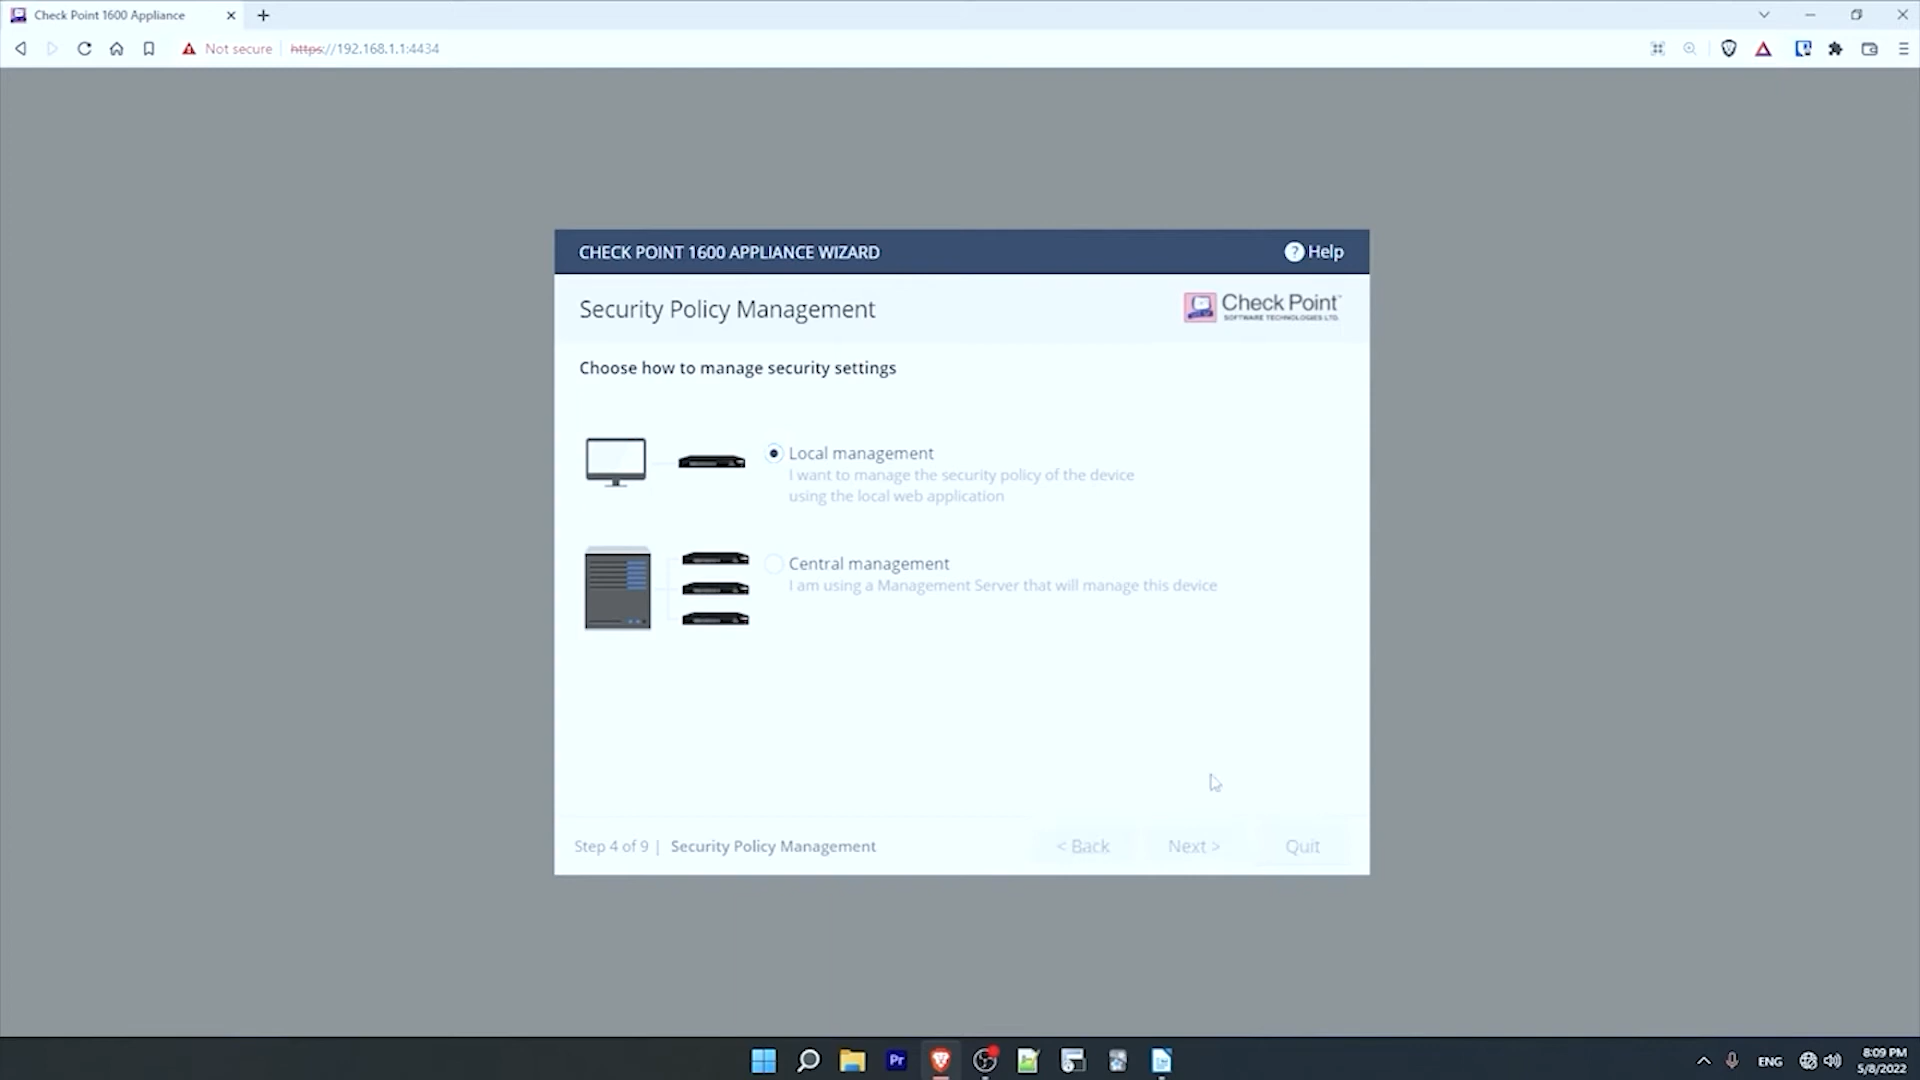 Check Point 1600 Appliance
Not secure
https://192.168.1.1:4434
CHECK POINT 1600 APPLIANCE WIZARD
? Help
Security Policy Management
Check Point
SOFTWARE TECHNOLOGIES LTD.
Choose how to manage security settings
Local management
I want to manage the security policy of the device
using the local web application
Central management
I am using a Management Server that will manage this device
Step 4 of 9 | Security Policy Management
< Back
Next >
Quit
Pr
ENG
8:09 PM
5/8/2022